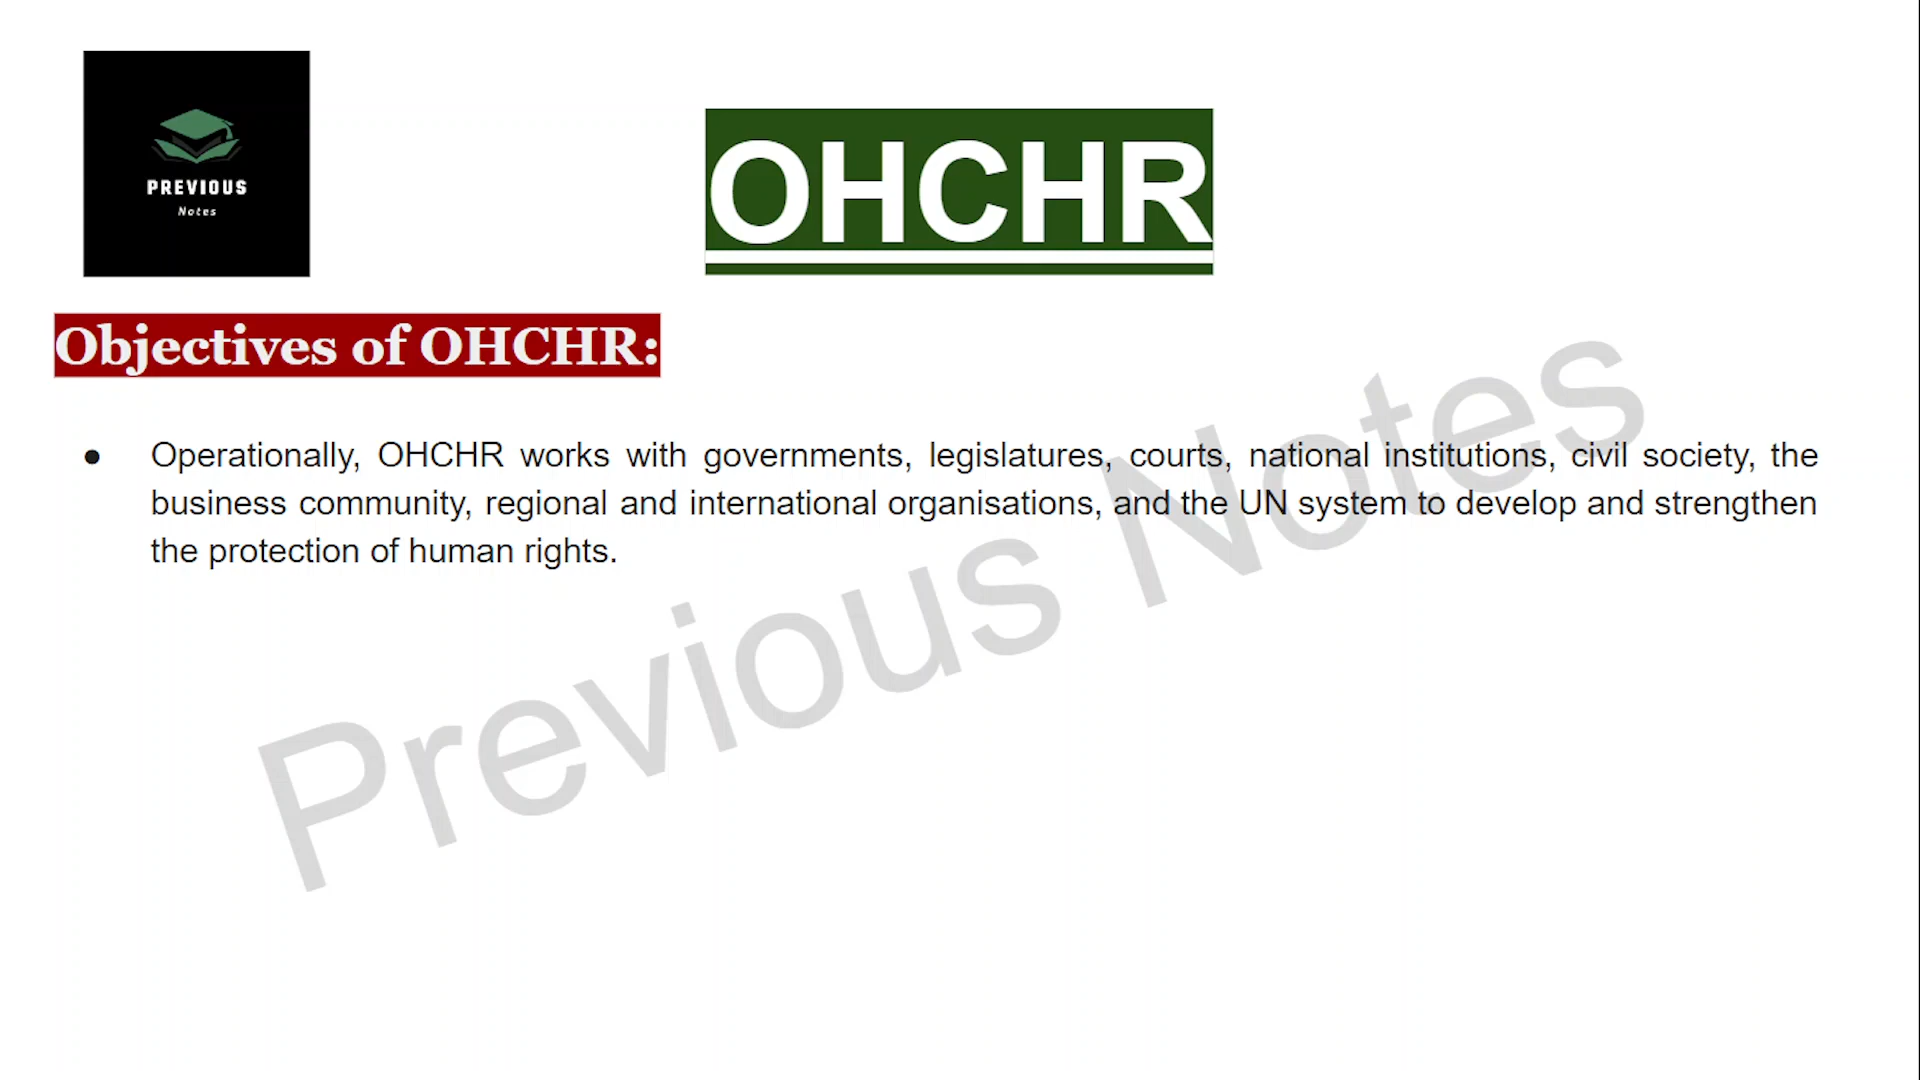 PREVIOUS
Notes
OHCHR
Objectives of OHCHR:
● Operationally, OHCHR works with governments, legislatures, courts, national institutions, civil society, the
business community, regional and international organisations, and the UN system to develop and strengthen
the protection of human rights.
Previous Notes